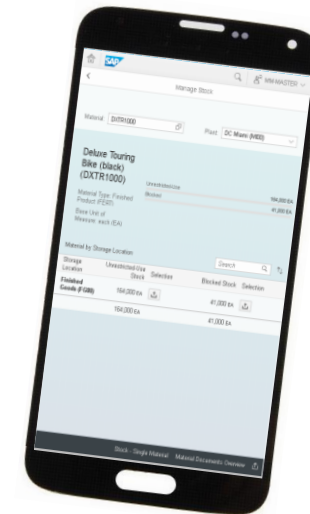 SAP
MM-MASTER
Manage Stock
Material: DXTR1000
Plant: DC Miami (MI00)
Deluxe Touring
Bike (black)
(DXTR1000)
Material Type: Finished
Product (FERT)
Base Unit of
Measure: each (EA)
Unrestricted-Use
164,000 EA
Blocked
41,000 EA
Material by Storage Location
Search
Storage
Location
Unrestricted-Use
Stock
Selection
Blocked Stock
Selection
Finished
Goods (FG00)
164,000 EA
41,000 EA
164,000 EA
41,000 EA
Stock - Single Material
Material Documents Overview